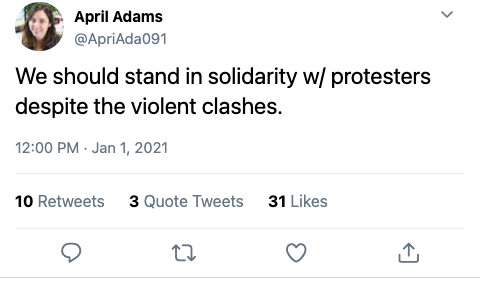 April Adams
@ApriAda091
We should stand in solidarity w/ protesters
despite the violent clashes.
12:00 PM · Jan 1, 2021
10 Retweets 3 Quote Tweets 31 Likes